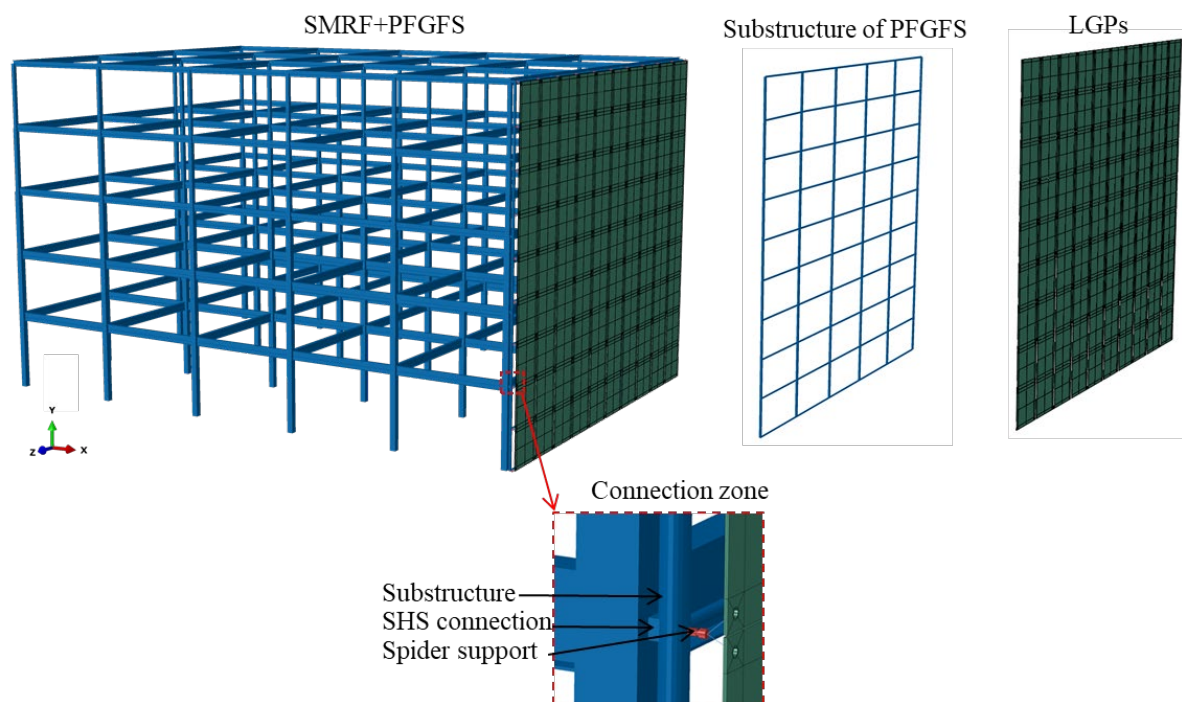 SMRF+PFGFS
Substructure of PFGFS
LGPs
Y
Z
X
Connection zone
Substructure
SHS connection
Spider support